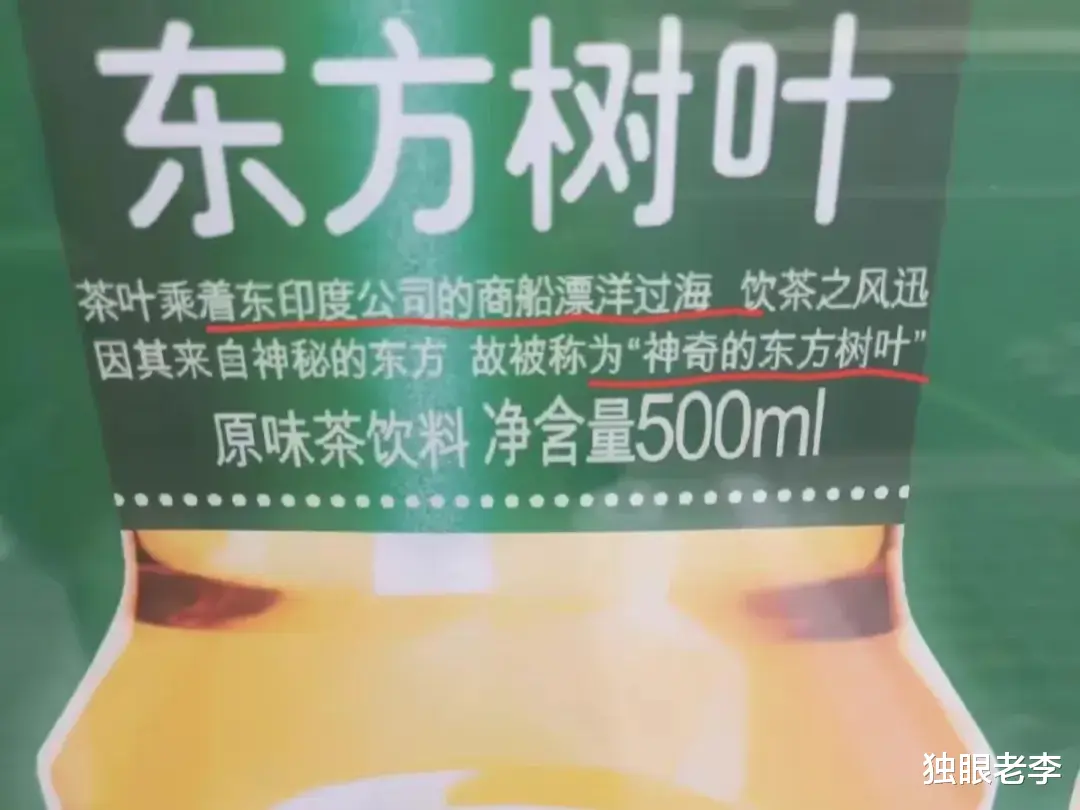 东方树叶
茶叶乘着东印度公司的商船漂洋过海 饮茶之风迅
因其来自神秘的东方 故被称为“神奇的东方树叶”
原味茶饮料 净含量500ml
独眼老李